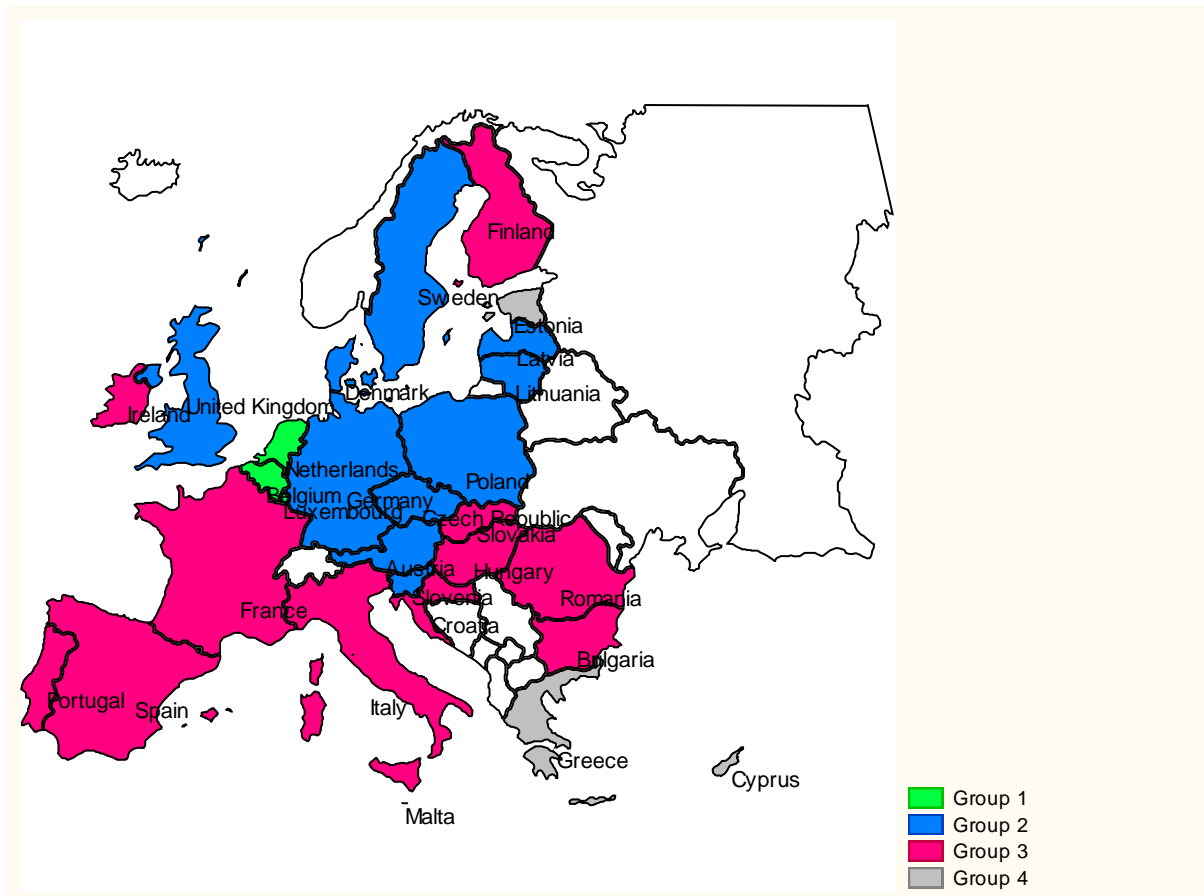 Finland
Sweden
Estonia
Latvia
Lithuania
Denmark
United Kingdom
Ireland
Netherlands
Poland
Belgium
Germany
Luxembourg
Czech Republic
Slovakia
Austria
Hungary
Slovenia
Romania
France
Croatia
Bulgaria
Portugal
Spain
Italy
Greece
Cyprus
Malta
Group 1
Group 2
Group 3
Group 4